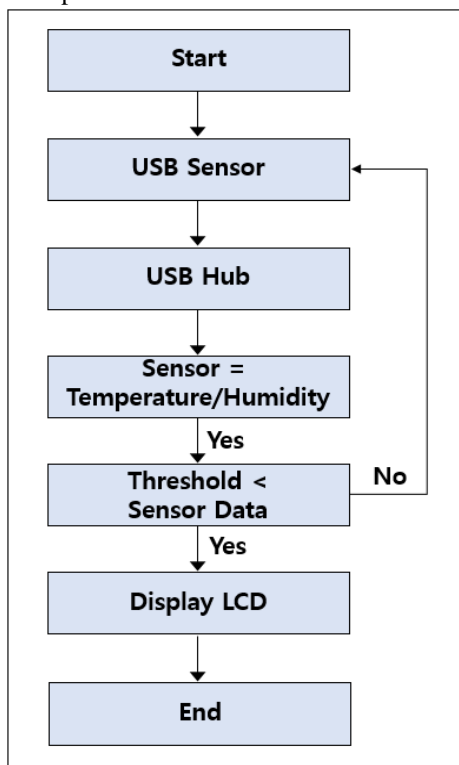 Start
USB Sensor
USB Hub
Sensor =
Temperature/Humidity
Yes
Threshold <
Sensor Data
No
Yes
Display LCD
End